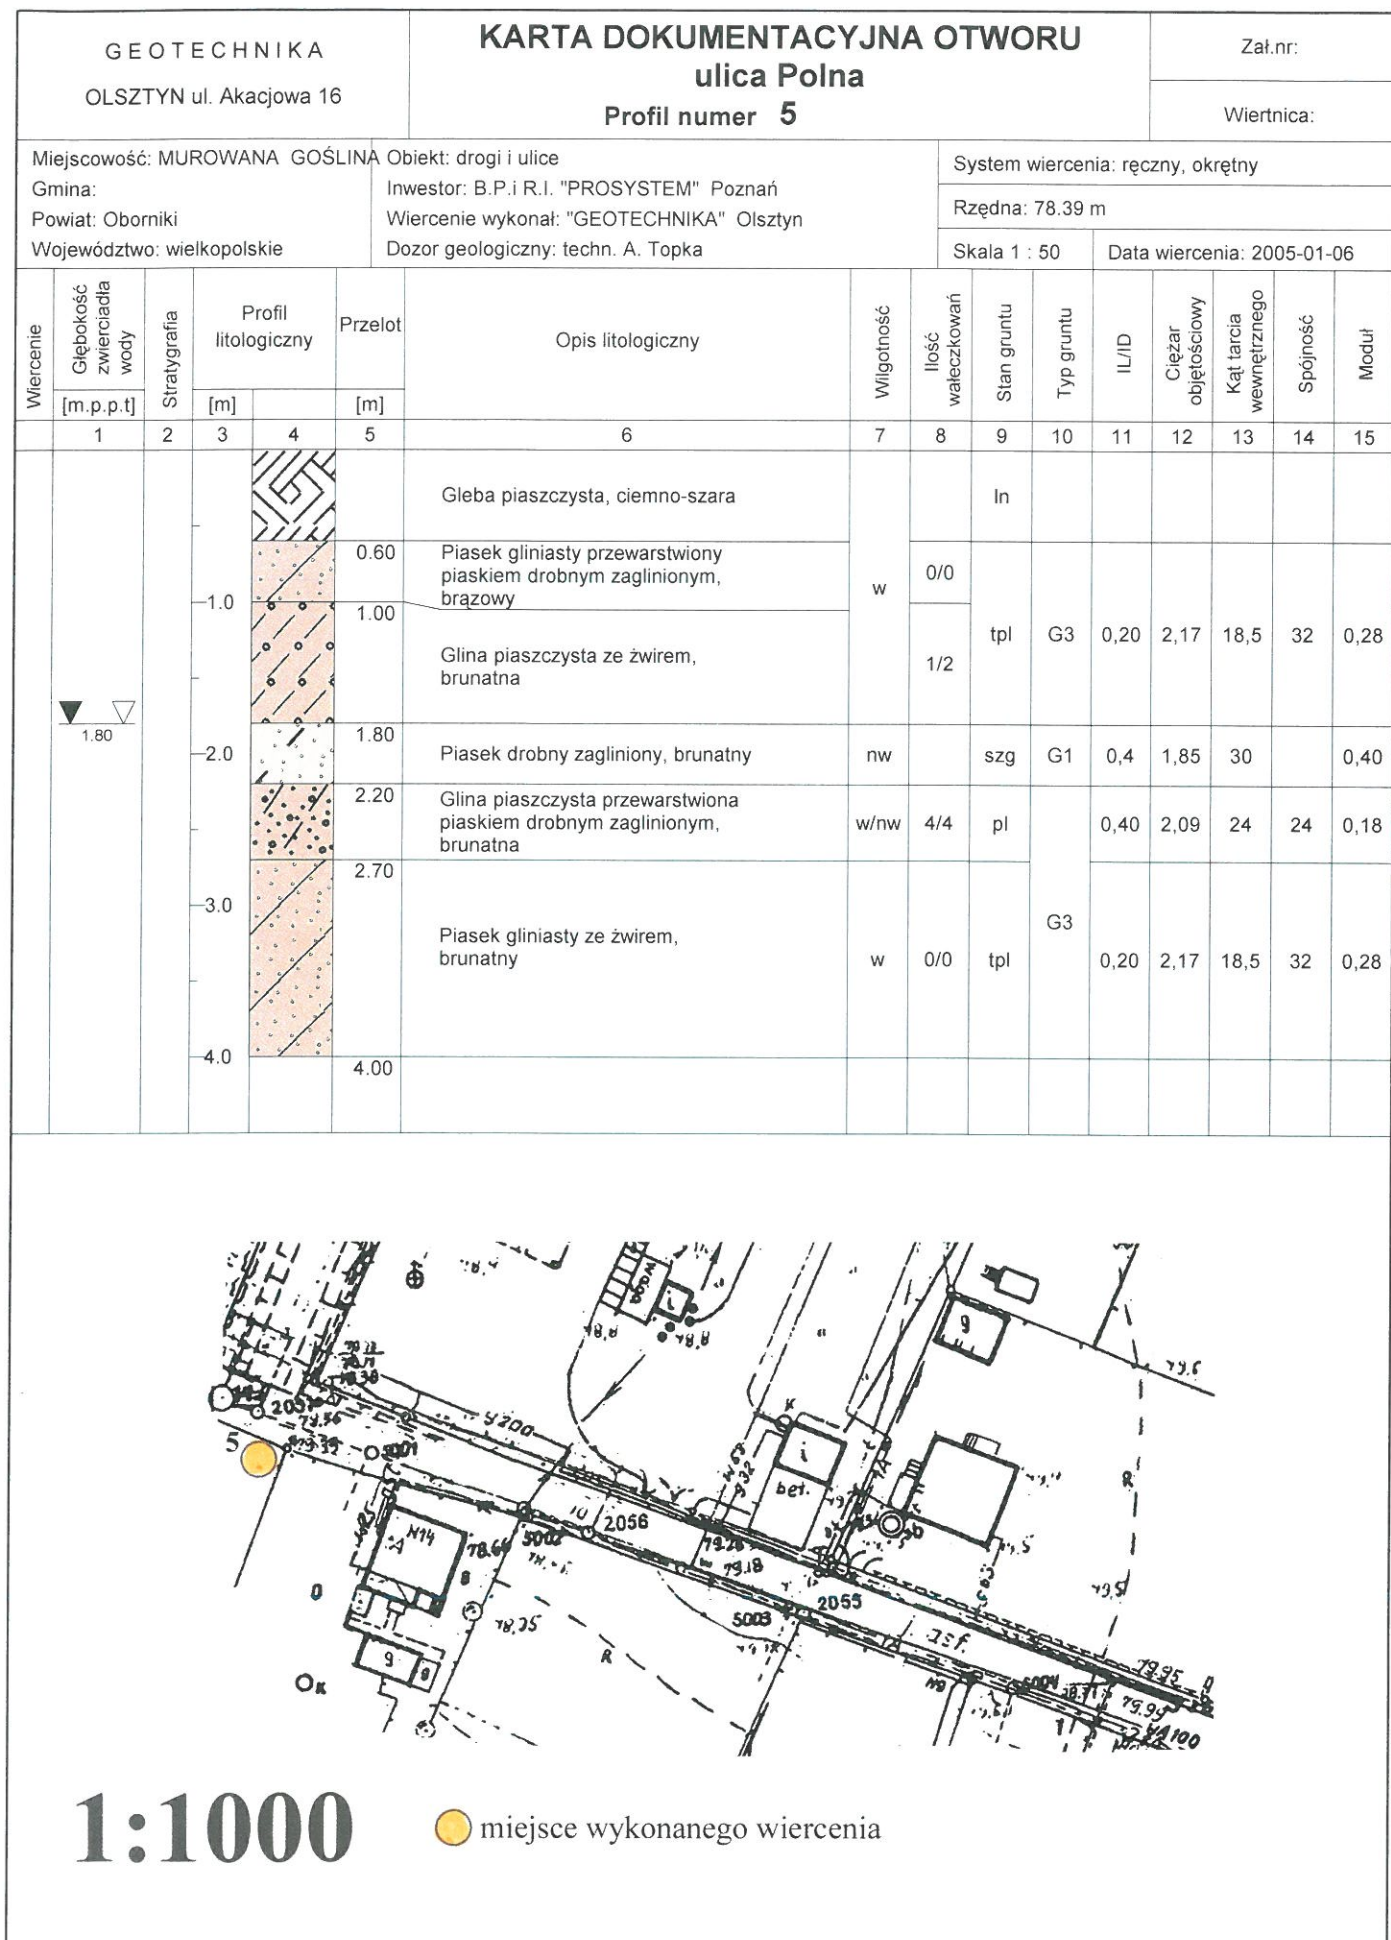 GEOTECHNIKA
OLSZTYN ul. Akacjowa 16
KARTA DOKUMENTACYJNA OTWORU
ulica Polna
Profil numer 5
Zał.nr:
Wiertnica:
Miejscowość: MUROWANA GOŚLINA
Gmina:
Powiat: Oborniki
Województwo: wielkopolskie
Obiekt: drogi i ulice
Inwestor: B.P.i R.I. "PROSYSTEM" Poznań
Wiercenie wykonał: "GEOTECHNIKA" Olsztyn
Dozor geologiczny: techn. A. Topka
System wiercenia: ręczny, okrętny
Rzędna: 78.39 m
Skala 1 : 50
Data wiercenia: 2005-01-06
Wiercenie
Głębokość
zwierciadła
wody
[m.p.p.t]
Stratygrafia
Profil
litologiczny
[m]
Przelot
[m]
Opis litologiczny
Wilgotność
Ilość
wałeczkowań
Stan gruntu
Typ gruntu
IL/ID
Ciężar
objętościowy
Kąt tarcia
wewnętrznego
Spójność
Moduł
1 2 3 4 5 6 7 8 9 10 11 12 13 14 15
Gleba piaszczysta, ciemno-szara
ln
0.60
Piasek gliniasty przewarstwiony
piaskiem drobnym zaglinionym,
brązowy
w
0/0
1.0
1.00
Glina piaszczysta ze żwirem,
brunatna
1/2
tpl G3 0,20 2,17 18,5 32 0,28
1.80
1.80
2.0
Piasek drobny zagliniony, brunatny
nw szg G1 0,4 1,85 30 0,40
2.20
Glina piaszczysta przewarstwiona
piaskiem drobnym zaglinionym,
brunatna
w/nw 4/4 pl 0,40 2,09 24 24 0,18
2.70
3.0
Piasek gliniasty ze żwirem,
brunatny
G3
w 0/0 tpl 0,20 2,17 18,5 32 0,28
4.0
4.00
woda
5
5001
g200
N14
78.66
5002
2056
bet.
79.18
5003
2055
asf.
5004
79.95
R
R
K
K
1:1000
miejsce wykonanego wiercenia